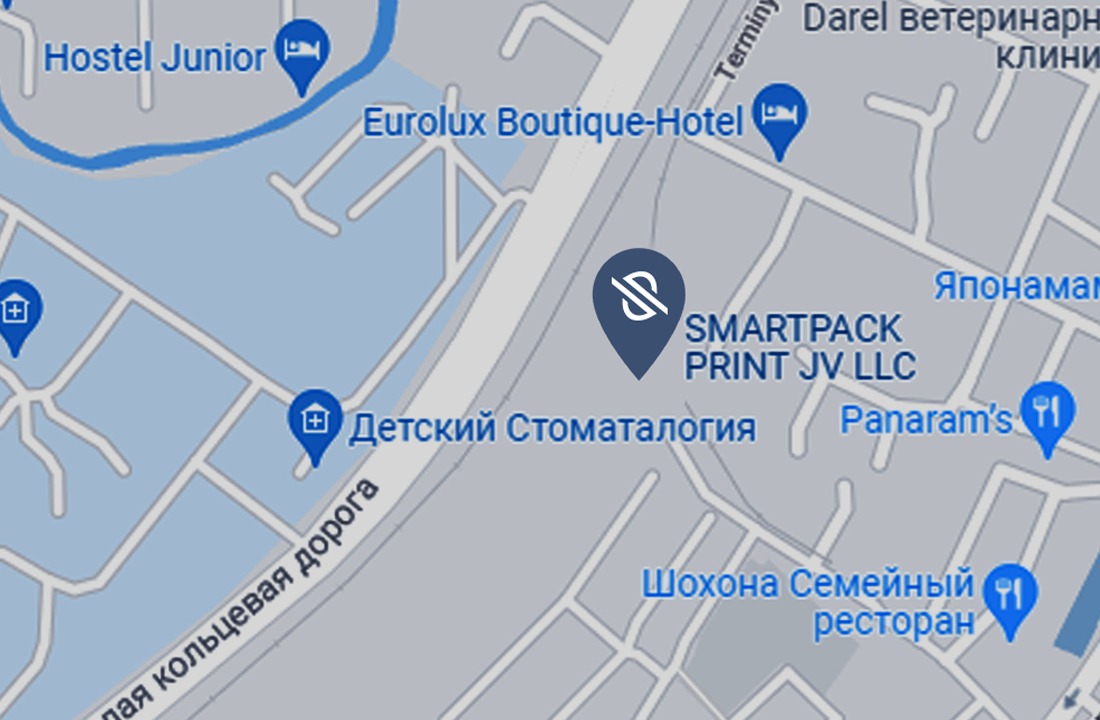 Darel ветеринарн
клини
Terminy
Hostel Junior
Eurolux Boutique-Hotel
Японамам
SMARTPACK
PRINT JV LLC
Panaram's
Детский Стоматалогия
лая кольцевая дорога
Шохона Семейный
ресторан